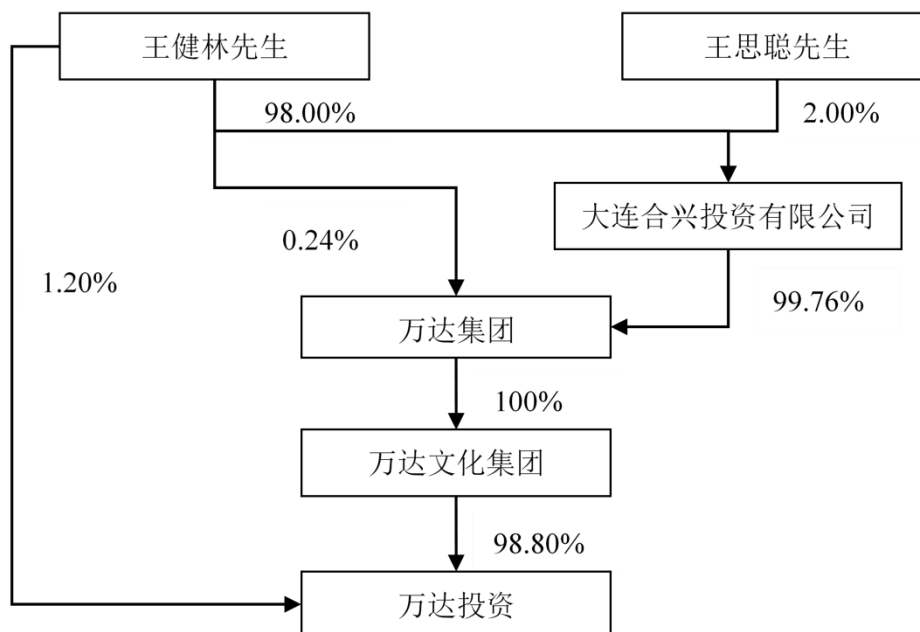 王健林先生
王思聪先生
98.00%
2.00%
大连合兴投资有限公司
0.24%
1.20%
99.76%
万达集团
100%
万达文化集团
98.80%
万达投资